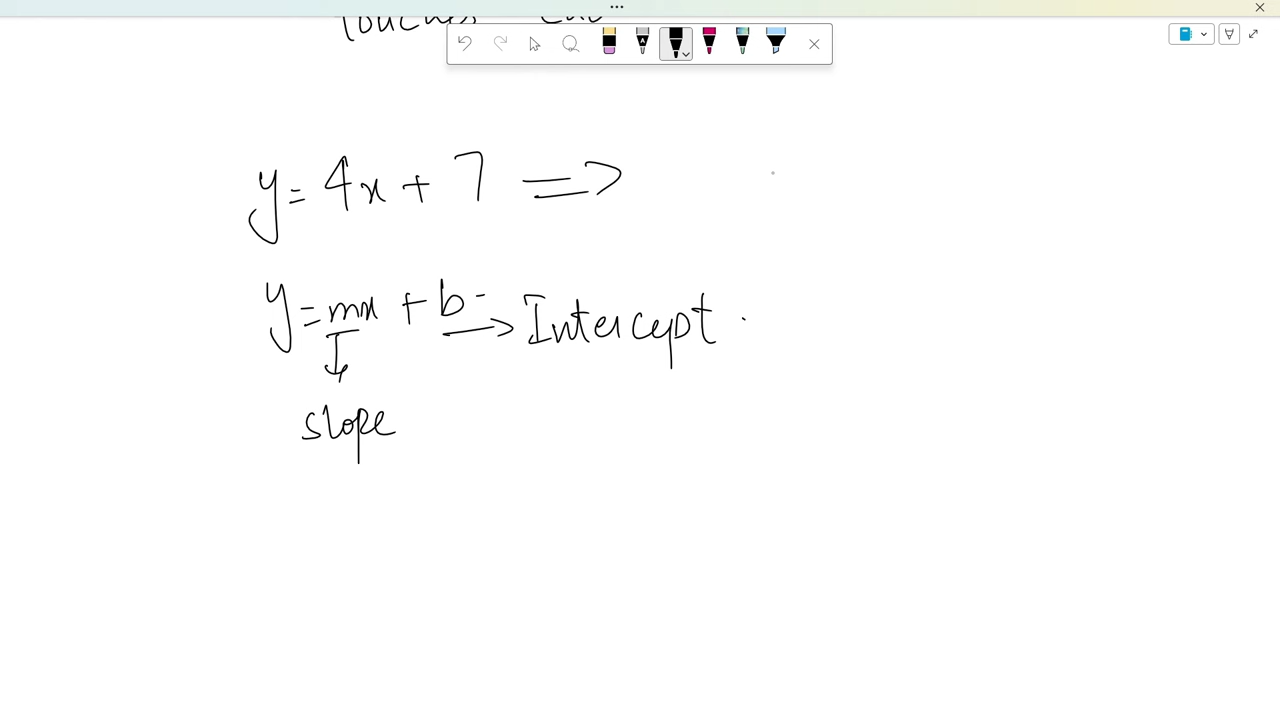 y = 4x + 7 ⇒
y = mx + b → Intercept
↓
slope